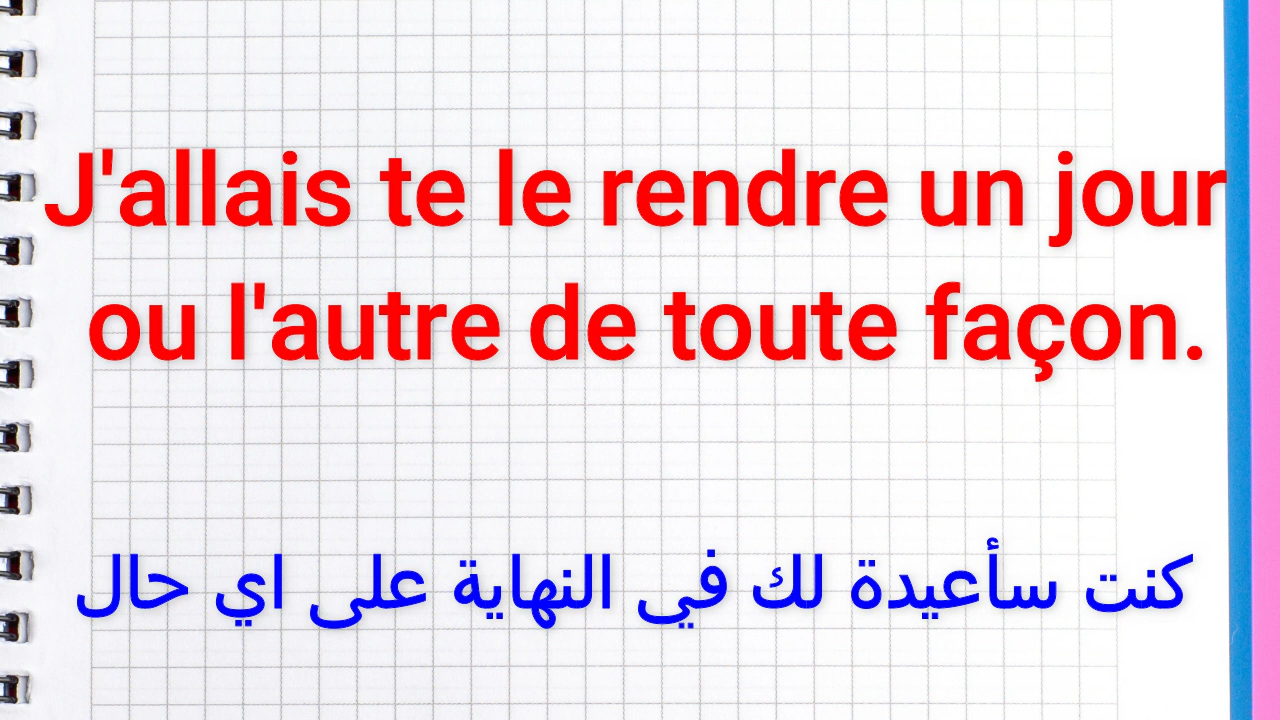 J'allais te le rendre un jour
ou l'autre de toute façon.
كنت سأعيدة لك في النهاية على اي حال